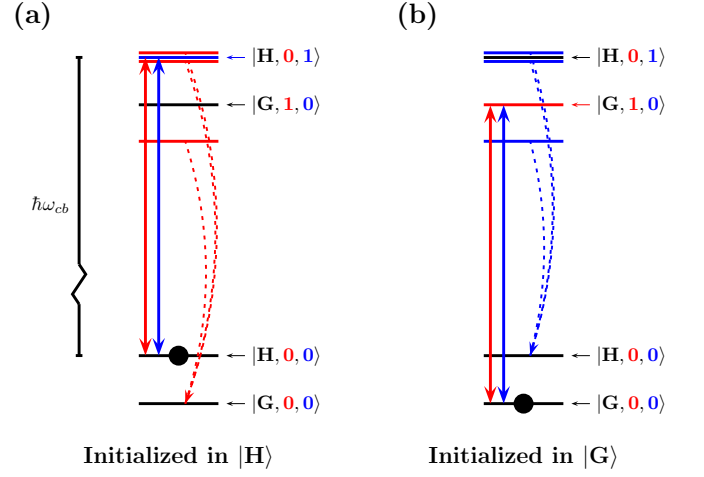 (a)
|H, 0, 1⟩
|G, 1, 0⟩
ħω_cb
|H, 0, 0⟩
|G, 0, 0⟩
Initialized in |H⟩
(b)
|H, 0, 1⟩
|G, 1, 0⟩
|H, 0, 0⟩
|G, 0, 0⟩
Initialized in |G⟩